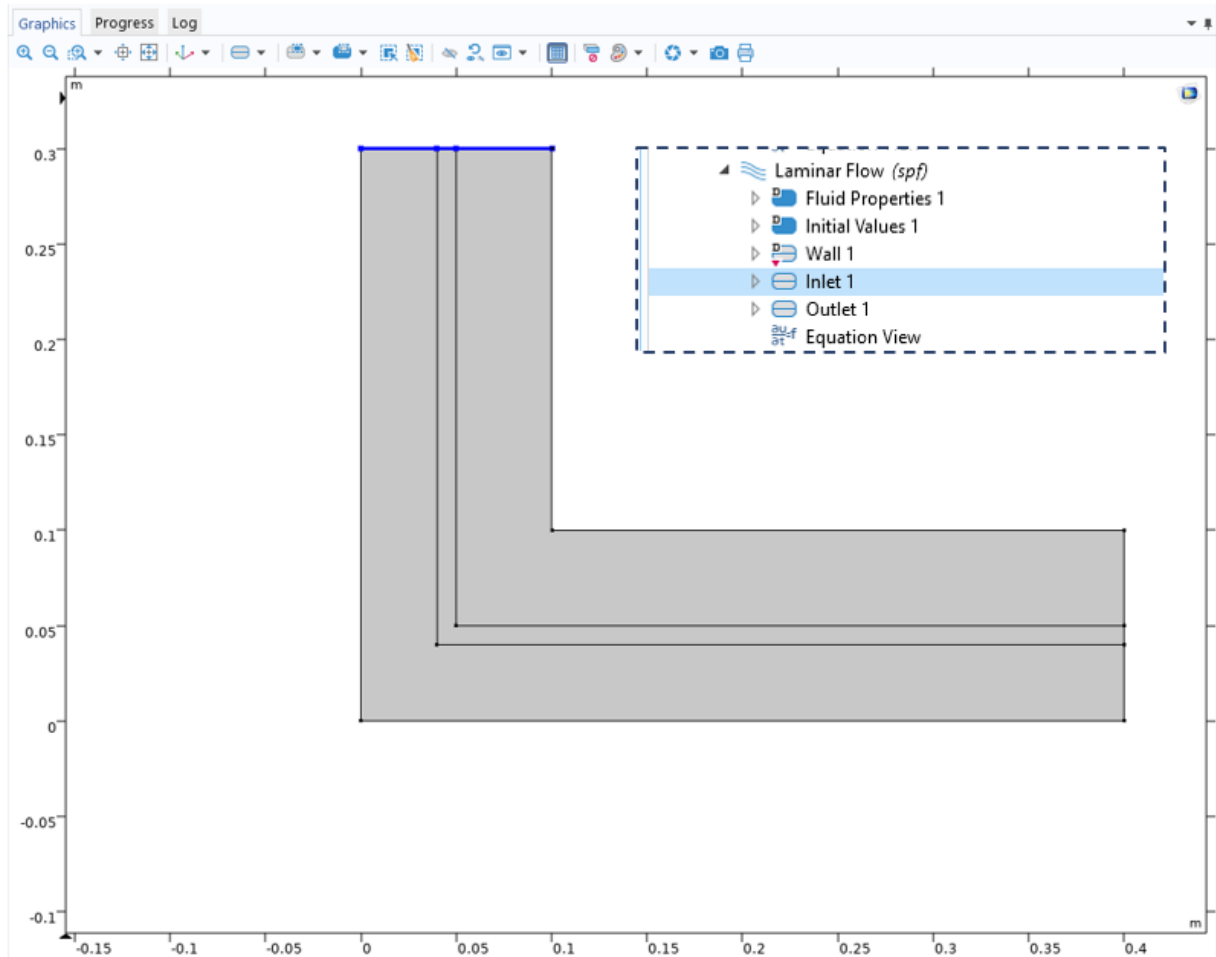 Graphics Progress Log
m
0.3
0.25
0.2
0.15
0.1
0.05
0
-0.05
-0.1
Laminar Flow (spf)
D Fluid Properties 1
D Initial Values 1
D Wall 1
Inlet 1
Outlet 1
∂u/∂t=f Equation View
m
-0.15 -0.1 -0.05 0 0.05 0.1 0.15 0.2 0.25 0.3 0.35 0.4